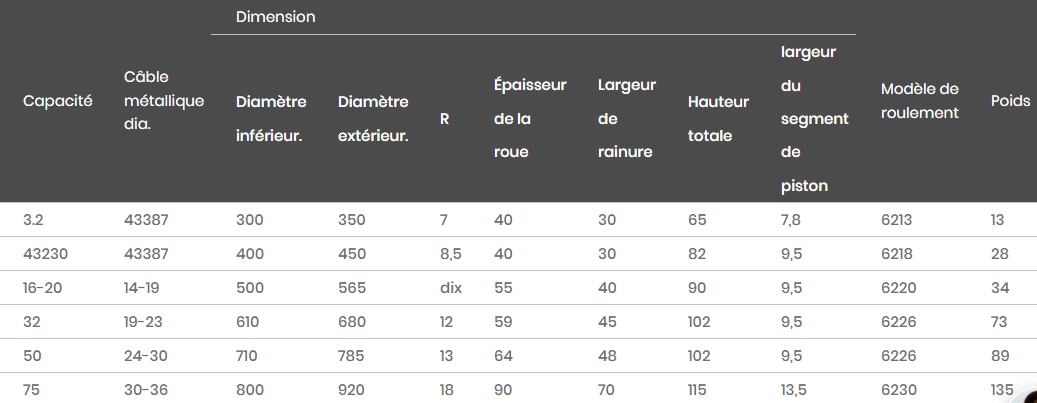 Dimension
Capacité Câble métallique dia. Diamètre inférieur. Diamètre extérieur. R Épaisseur de la roue Largeur de rainure Hauteur totale largeur du segment de piston Modèle de roulement Poids
3.2 43387 300 350 7 40 30 65 7,8 6213 13
43230 43387 400 450 8,5 40 30 82 9,5 6218 28
16-20 14-19 500 565 dix 55 40 90 9,5 6220 34
32 19-23 610 680 12 59 45 102 9,5 6226 73
50 24-30 710 785 13 64 48 102 9,5 6226 89
75 30-36 800 920 18 90 70 115 13,5 6230 135